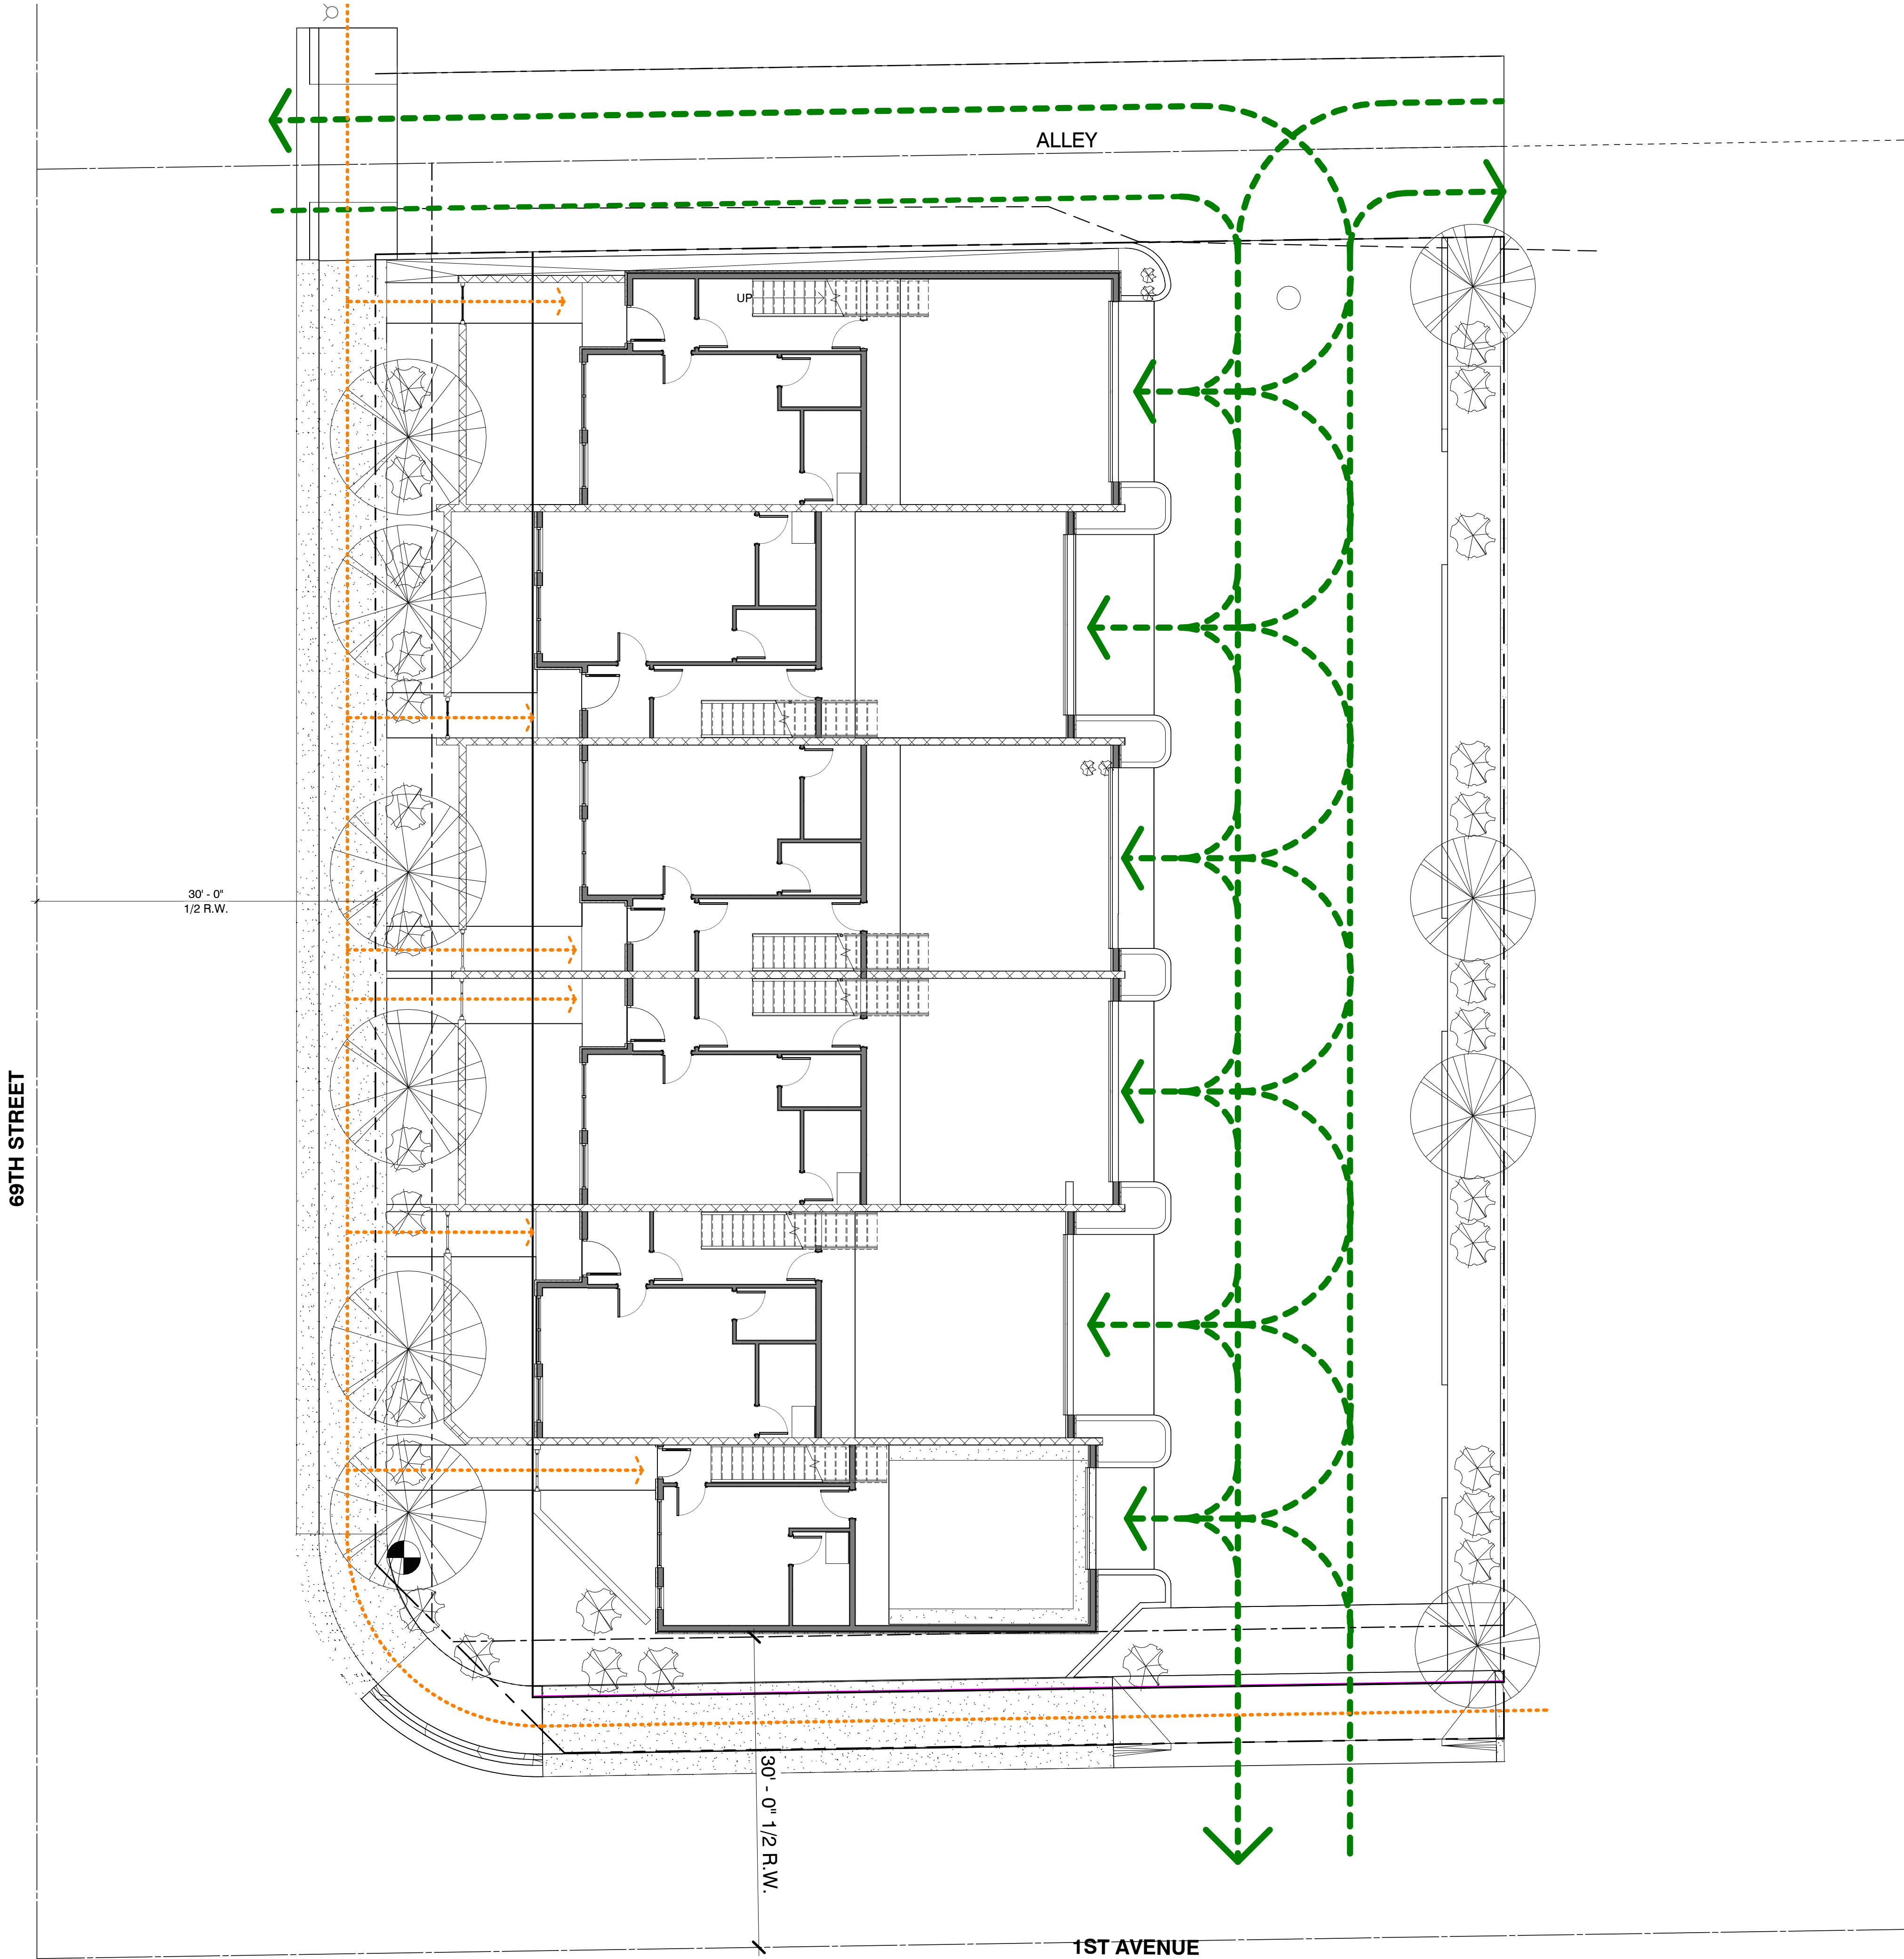 ALLEY
UP
30' - 0"
1/2 R.W.
69TH STREET
30' - 0" 1/2 R.W.
1ST AVENUE